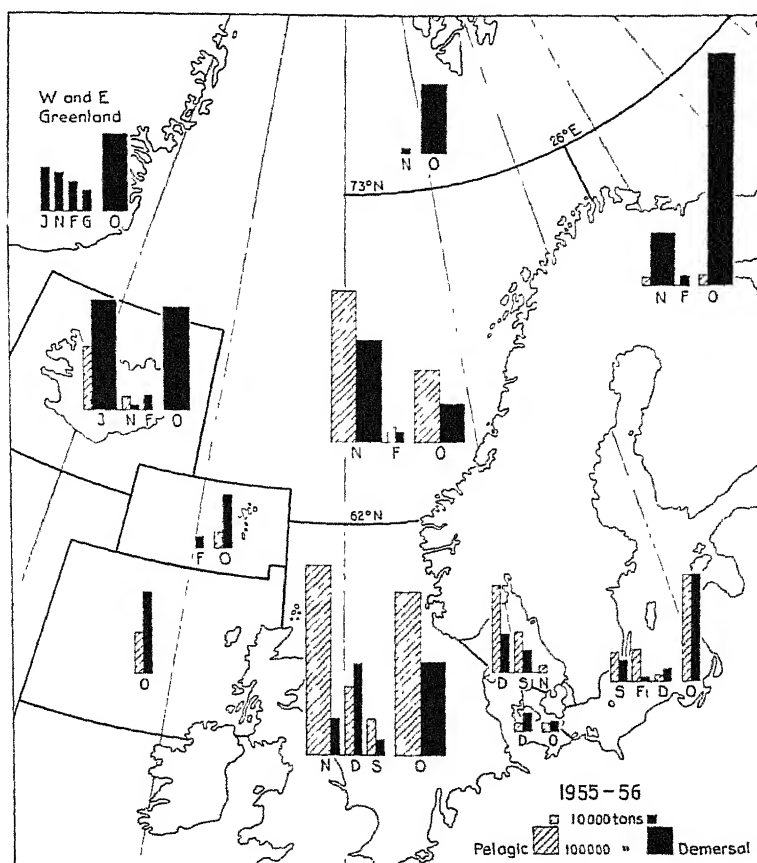 W and E
Greenland
J N F G O
N O
73°N
26°E
N F O
J N F O
N F O
62°N
F O
O
N D S O
D S N
S Fi D O
D O
1955-56
10000 tons
Pelagic 100000 " Demersal